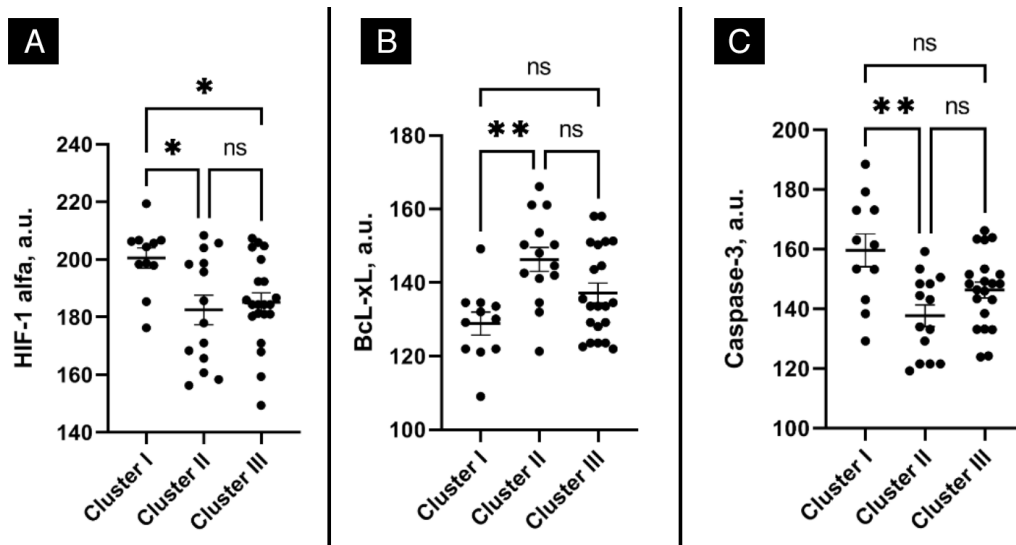 A
HIF-1 alfa, a.u.
240
220
200
180
160
140
*
*
ns
Cluster I
Cluster II
Cluster III
B
BcL-xL, a.u.
180
160
140
120
100
ns
**
ns
Cluster I
Cluster II
Cluster III
C
Caspase-3, a.u.
200
180
160
140
120
100
ns
**
ns
Cluster I
Cluster II
Cluster III